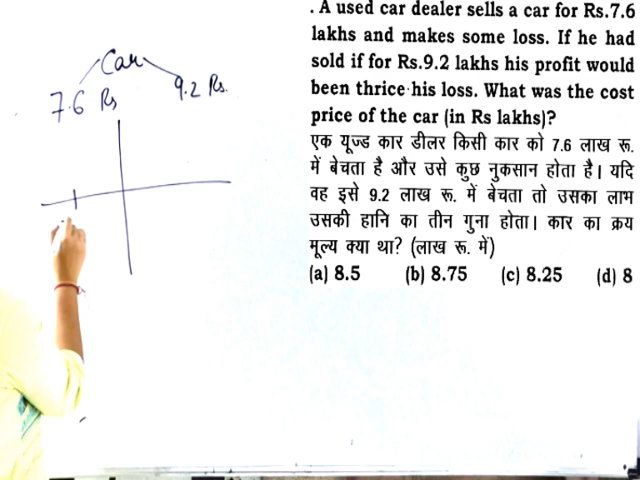 Car
7.6 Rs
9.2 Rs.
. A used car dealer sells a car for Rs.7.6
lakhs and makes some loss. If he had
sold if for Rs.9.2 lakhs his profit would
been thrice his loss. What was the cost
price of the car (in Rs lakhs)?
एक यूज्ड कार डीलर किसी कार को 7.6 लाख रू.
में बेचता है और उसे कुछ नुकसान होता है। यदि
वह इसे 9.2 लाख रू. में बेचता तो उसका लाभ
उसकी हानि का तीन गुना होता। कार का क्रय
मूल्य क्या था? (लाख रू. में)
(a) 8.5 (b) 8.75 (c) 8.25 (d) 8